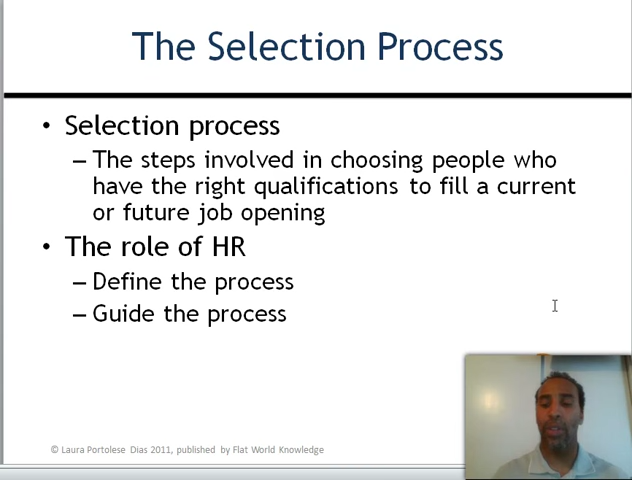 The Selection Process
• Selection process
– The steps involved in choosing people who
have the right qualifications to fill a current
or future job opening
• The role of HR
– Define the process
– Guide the process
© Laura Portolese Dias 2011, published by Flat World Knowledge